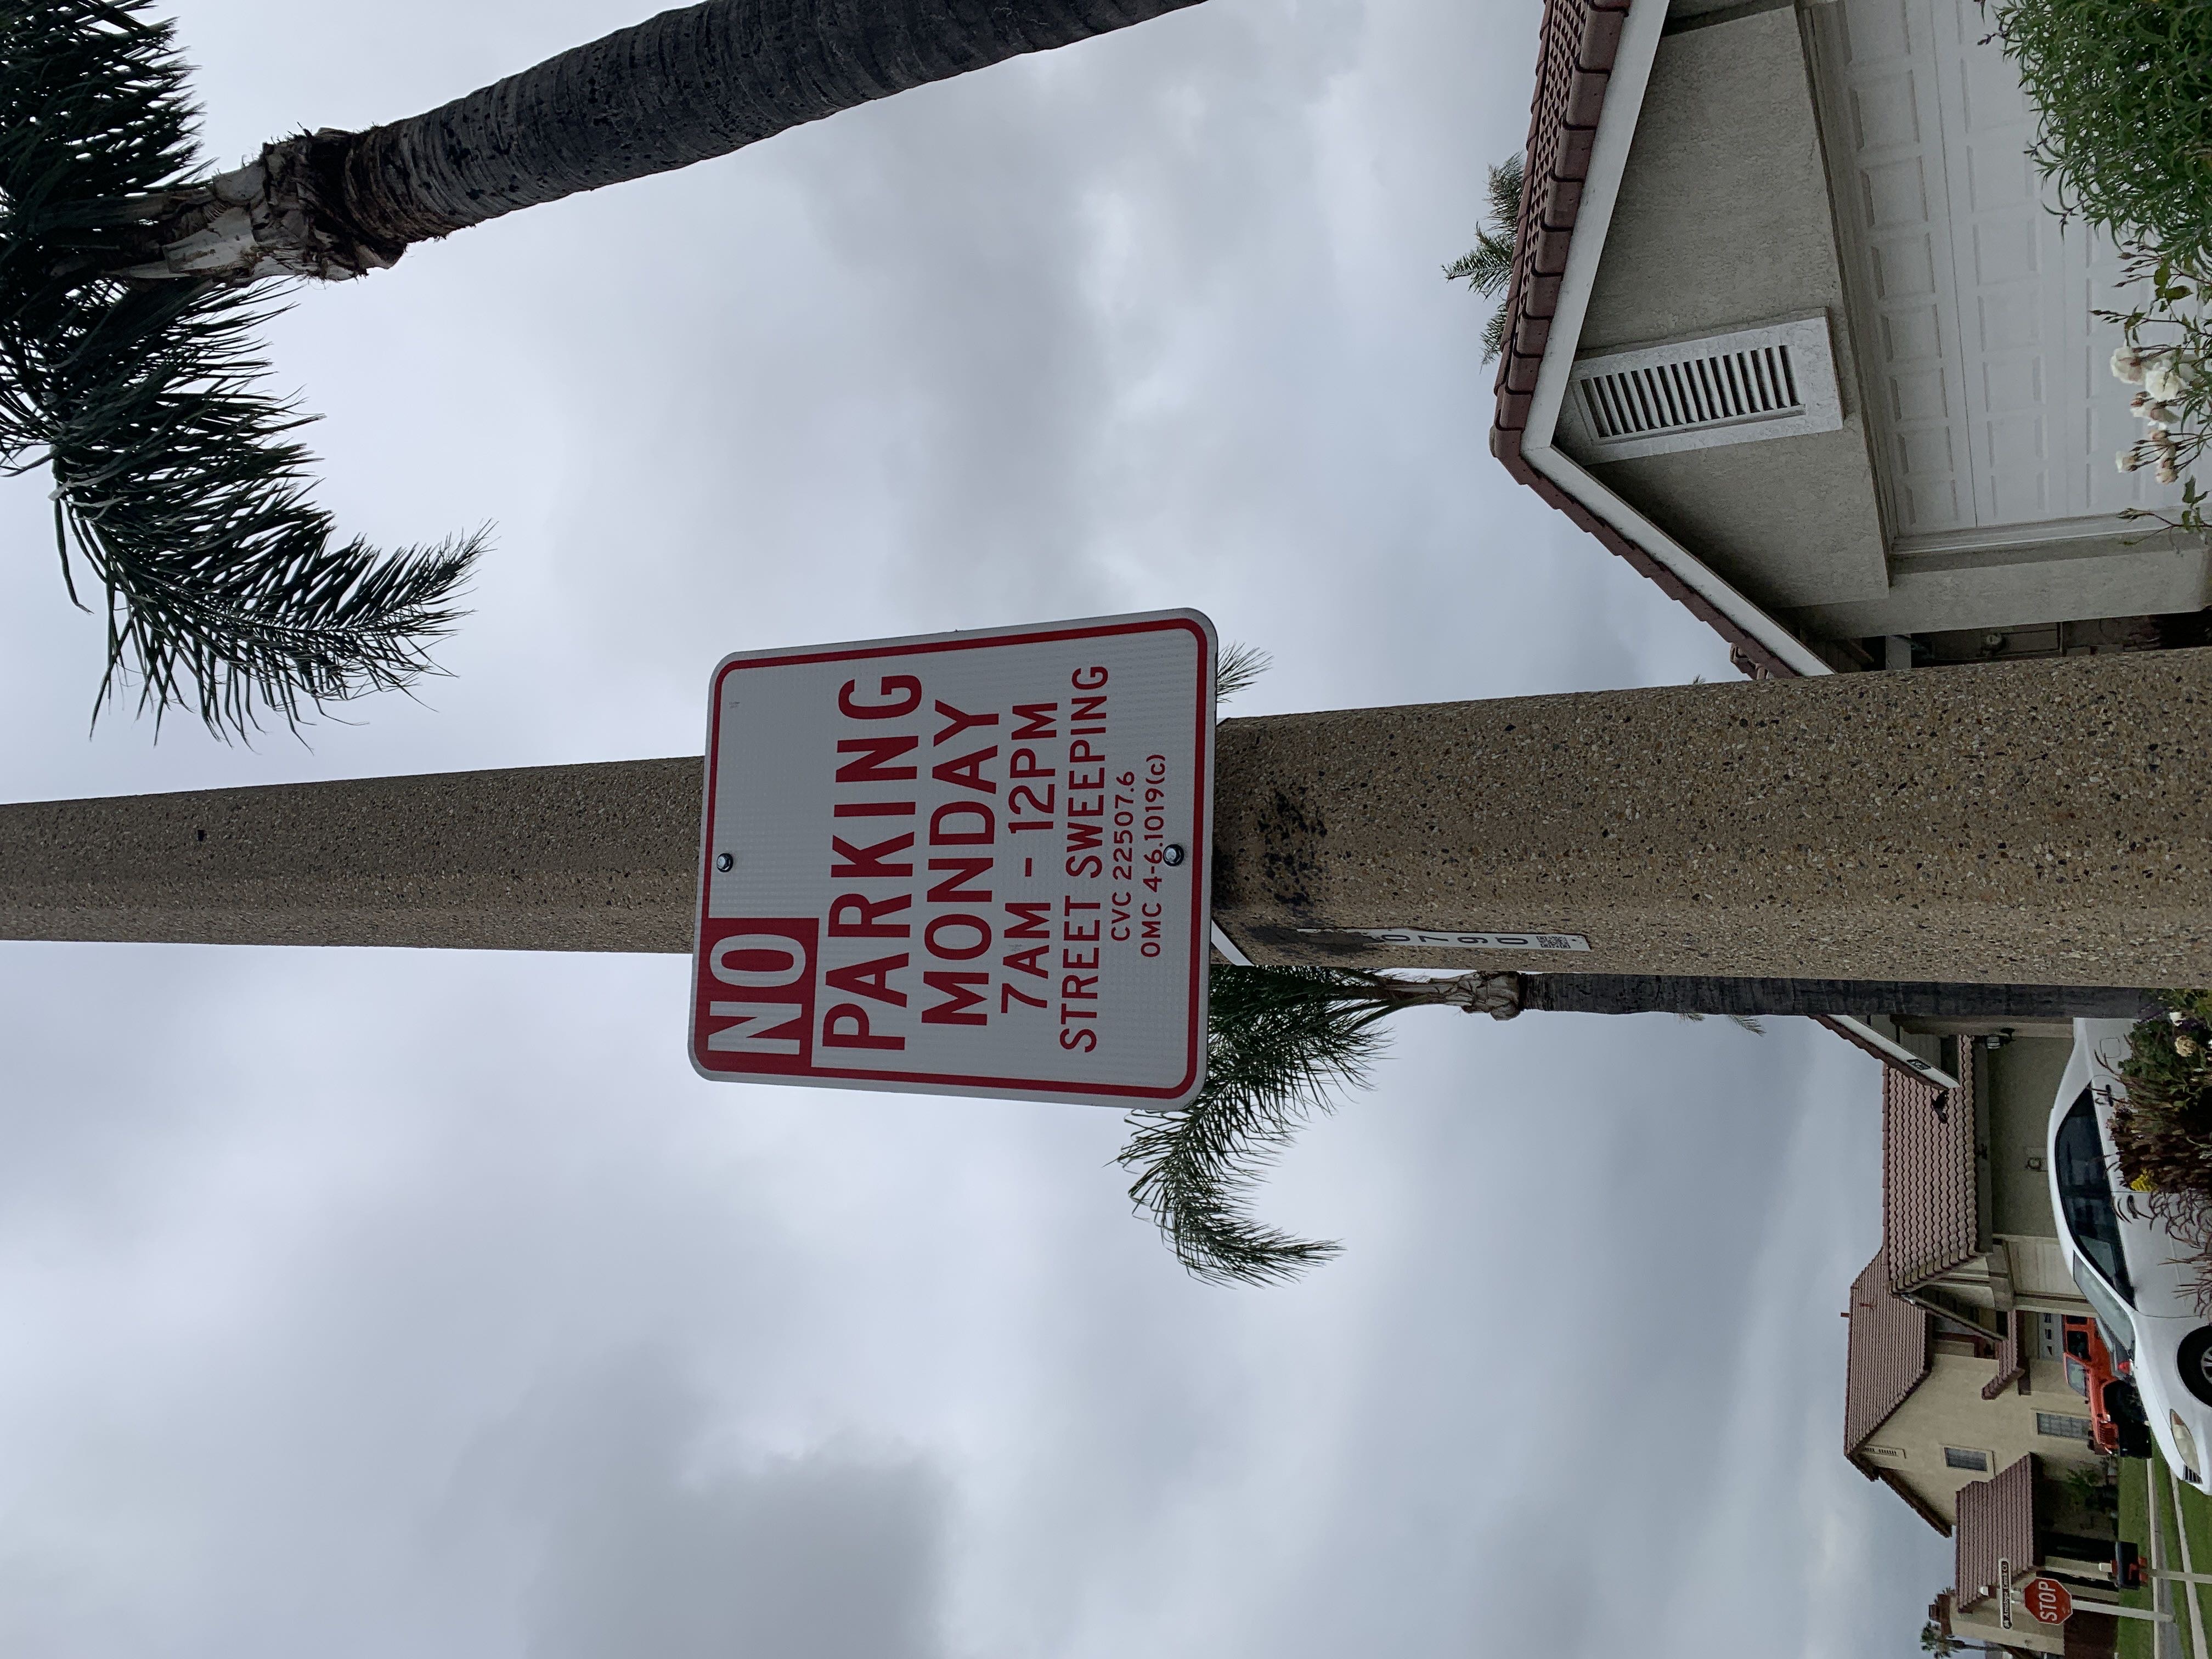 NO
PARKING
MONDAY
7AM - 12PM
STREET SWEEPING
CVC 22507.6
OMC 4-6.1019(c)
STOP